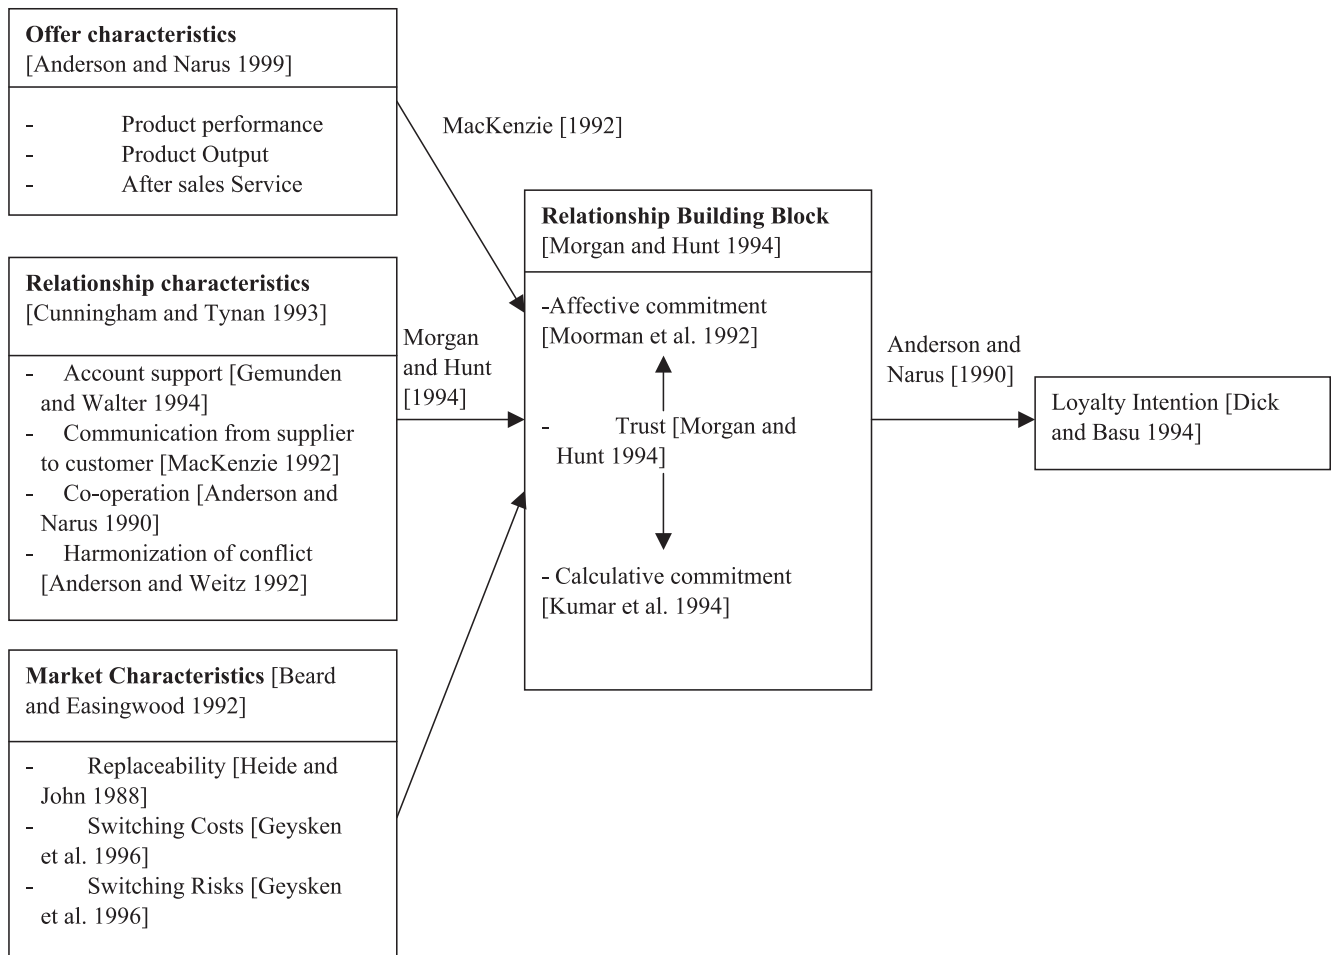 Offer characteristics
[Anderson and Narus 1999]
- Product performance
- Product Output
- After sales Service
MacKenzie [1992]
Relationship characteristics
[Cunningham and Tynan 1993]
- Account support [Gemunden
and Walter 1994]
- Communication from supplier
to customer [MacKenzie 1992]
- Co-operation [Anderson and
Narus 1990]
- Harmonization of conflict
[Anderson and Weitz 1992]
Morgan
and Hunt
[1994]
Market Characteristics [Beard
and Easingwood 1992]
- Replaceability [Heide and
John 1988]
- Switching Costs [Geysken
et al. 1996]
- Switching Risks [Geysken
et al. 1996]
Relationship Building Block
[Morgan and Hunt 1994]
-Affective commitment
[Moorman et al. 1992]
- Trust [Morgan and
Hunt 1994]
- Calculative commitment
[Kumar et al. 1994]
Anderson and
Narus [1990]
Loyalty Intention [Dick
and Basu 1994]